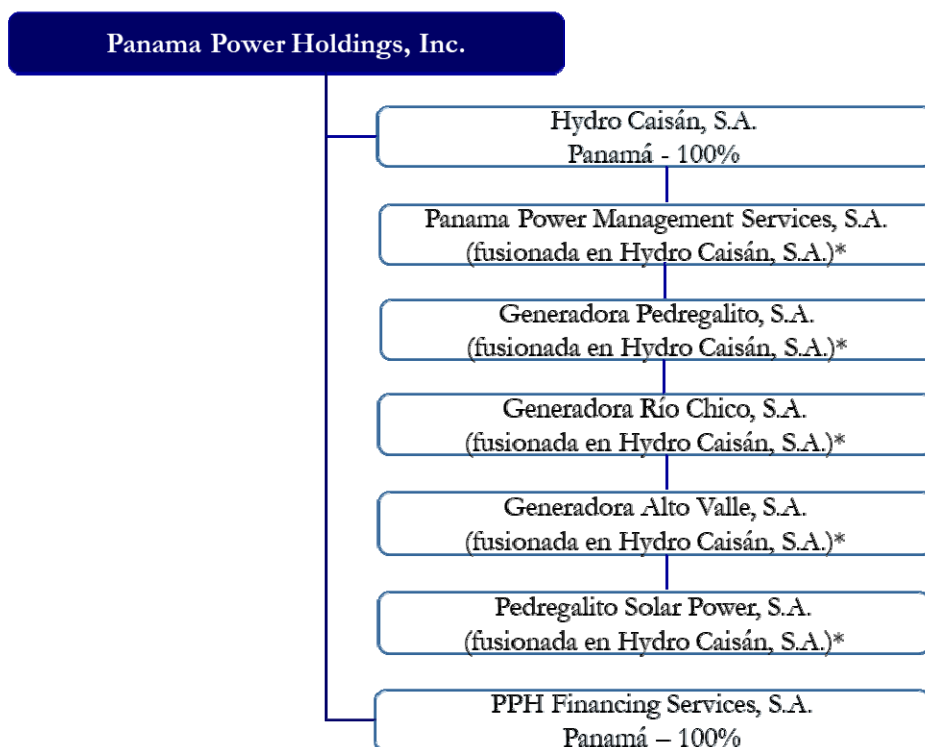 Panama Power Holdings, Inc.
Hydro Caisán, S.A.
Panamá - 100%
Panama Power Management Services, S.A.
(fusionada en Hydro Caisán, S.A.)*
Generadora Pedregalito, S.A.
(fusionada en Hydro Caisán, S.A.)*
Generadora Río Chico, S.A.
(fusionada en Hydro Caisán, S.A.)*
Generadora Alto Valle, S.A.
(fusionada en Hydro Caisán, S.A.)*
Pedregalito Solar Power, S.A.
(fusionada en Hydro Caisán, S.A.)*
PPH Financing Services, S.A.
Panamá – 100%